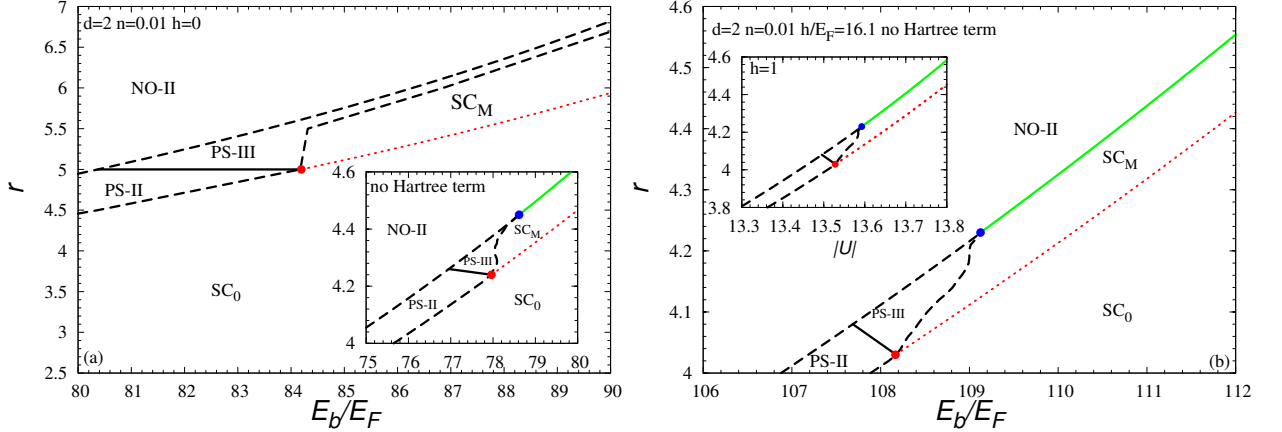 d=2 n=0.01 h=0
7
6.5
6
5.5
5
4.5
4
3.5
3
2.5
r
NO-II
PS-III
PS-II
SC_M
SC_0
(a)
80 81 82 83 84 85 86 87 88 89 90
E_b/E_F
no Hartree term
4.6
4.4
4.2
4
NO-II
SC_M
PS-III
PS-II
SC_0
75 76 77 78 79 80
d=2 n=0.01 h/E_F=16.1 no Hartree term
4.6
4.5
4.4
4.3
4.2
4.1
4
r
NO-II
SC_M
PS-III
PS-II
SC_0
(b)
106 107 108 109 110 111 112
E_b/E_F
h=1
4.6
4.4
4.2
4
3.8
13.3 13.4 13.5 13.6 13.7 13.8
|U|